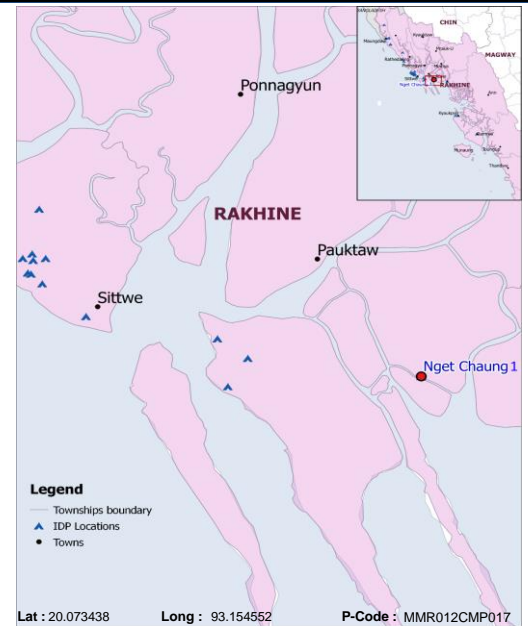 CHIN
MAGWAY
RAKHINE
Ponnagyun
RAKHINE
Pauktaw
Sittwe
Nget Chaung 1
Legend
Townships boundary
IDP Locations
Towns
Lat : 20.073438 Long : 93.154552 P-Code : MMR012CMP017